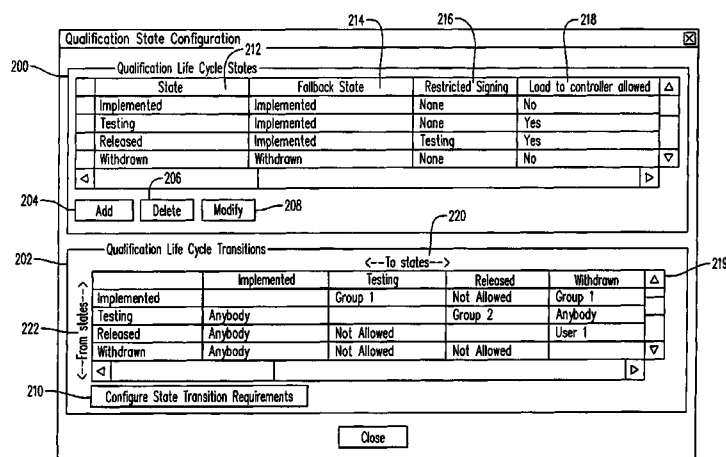 214
216
218
Qualification State Configuration
212
200
Qualification Life Cycle States
State Fallback State Restricted Signing Load to controller allowed
Implemented Implemented None No
Testing Implemented None Yes
Released Implemented Testing Yes
Withdrawn Withdrawn None No
206
204
Add Delete Modify
208
220
202
Qualification Life Cycle Transitions
<--To states-->
219
Implemented Testing Released Withdrawn
Implemented Group 1 Not Allowed Group 1
Testing Anybody Group 2 Anybody
Released Anybody Not Allowed User 1
Withdrawn Anybody Not Allowed Not Allowed
<--From states-->
222
210
Configure State Transition Requirements
Close